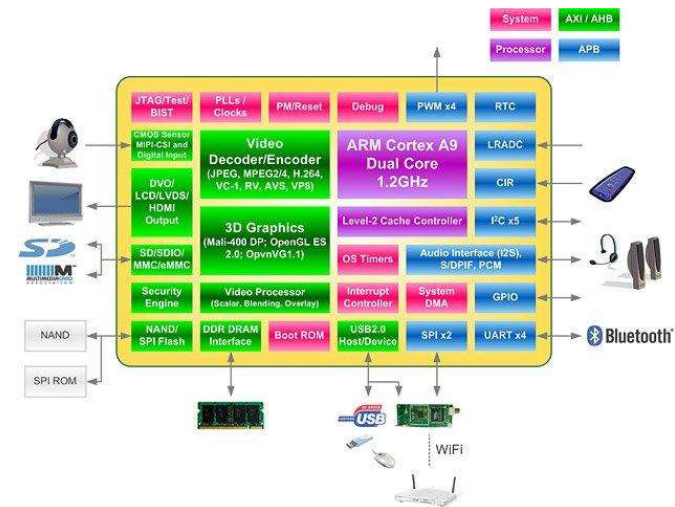 System
AXI / AHB
Processor
APB
JTAG/Test/
BIST
PLLs /
Clocks
PM/Reset
Debug
PWM x4
RTC
CMOS Sensor
MIPI-CSI and
Digital Input
Video
Decoder/Encoder
(JPEG, MPEG2/4, H.264,
VC-1, RV, AVS, VP8)
ARM Cortex A9
Dual Core
1.2GHz
LRADC
CIR
DVO/
LCD/LVDS/
HDMI
Output
3D Graphics
(Mali-400 DP; OpenGL ES
2.0; OpvnVG1.1)
Level-2 Cache Controller
I²C x5
SD/SDIO/
MMC/eMMC
OS Timers
Audio Interface (I2S),
S/DPIF, PCM
Security
Engine
Video Processor
(Scalar, Blending, Overlay)
Interrupt
Controller
System
DMA
GPIO
NAND/
SPI Flash
DDR DRAM
Interface
Boot ROM
USB2.0
Host/Device
SPI x2
UART x4
SD
MULTIMEDIACARD
ASSOCIATION
NAND
SPI ROM
Bluetooth
USB
WiFi